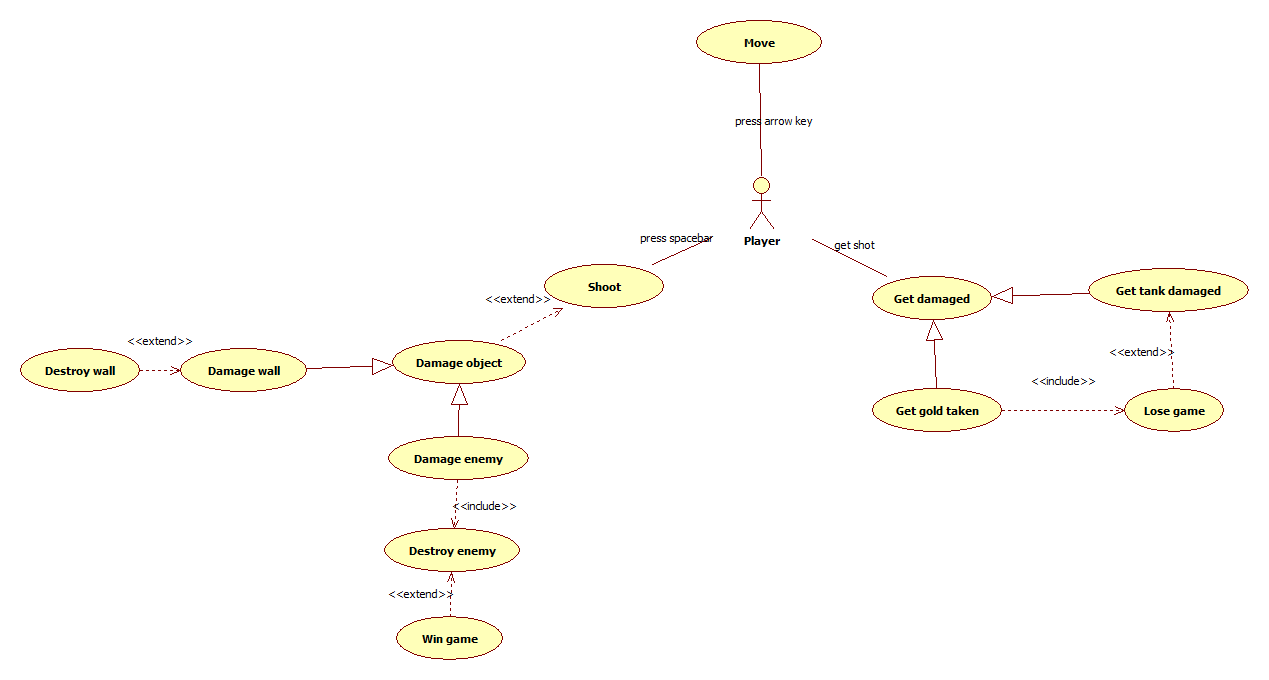 Move
press arrow key
Player
press spacebar
get shot
Shoot
<<extend>>
Get damaged
Get tank damaged
<<extend>>
Destroy wall
Damage wall
Damage object
<<extend>>
<<include>>
Get gold taken
Lose game
Damage enemy
<<include>>
Destroy enemy
<<extend>>
Win game